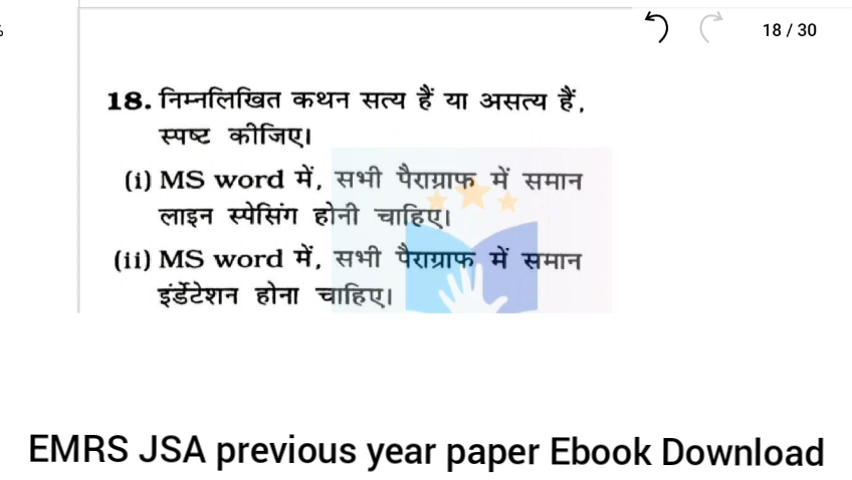 18 / 30
18. निम्नलिखित कथन सत्य हैं या असत्य हैं,
स्पष्ट कीजिए।
(i) MS word में, सभी पैराग्राफ में समान
लाइन स्पेसिंग होनी चाहिए।
(ii) MS word में, सभी पैराग्राफ में समान
इंडेंटेशन होना चाहिए।
EMRS JSA previous year paper Ebook Download